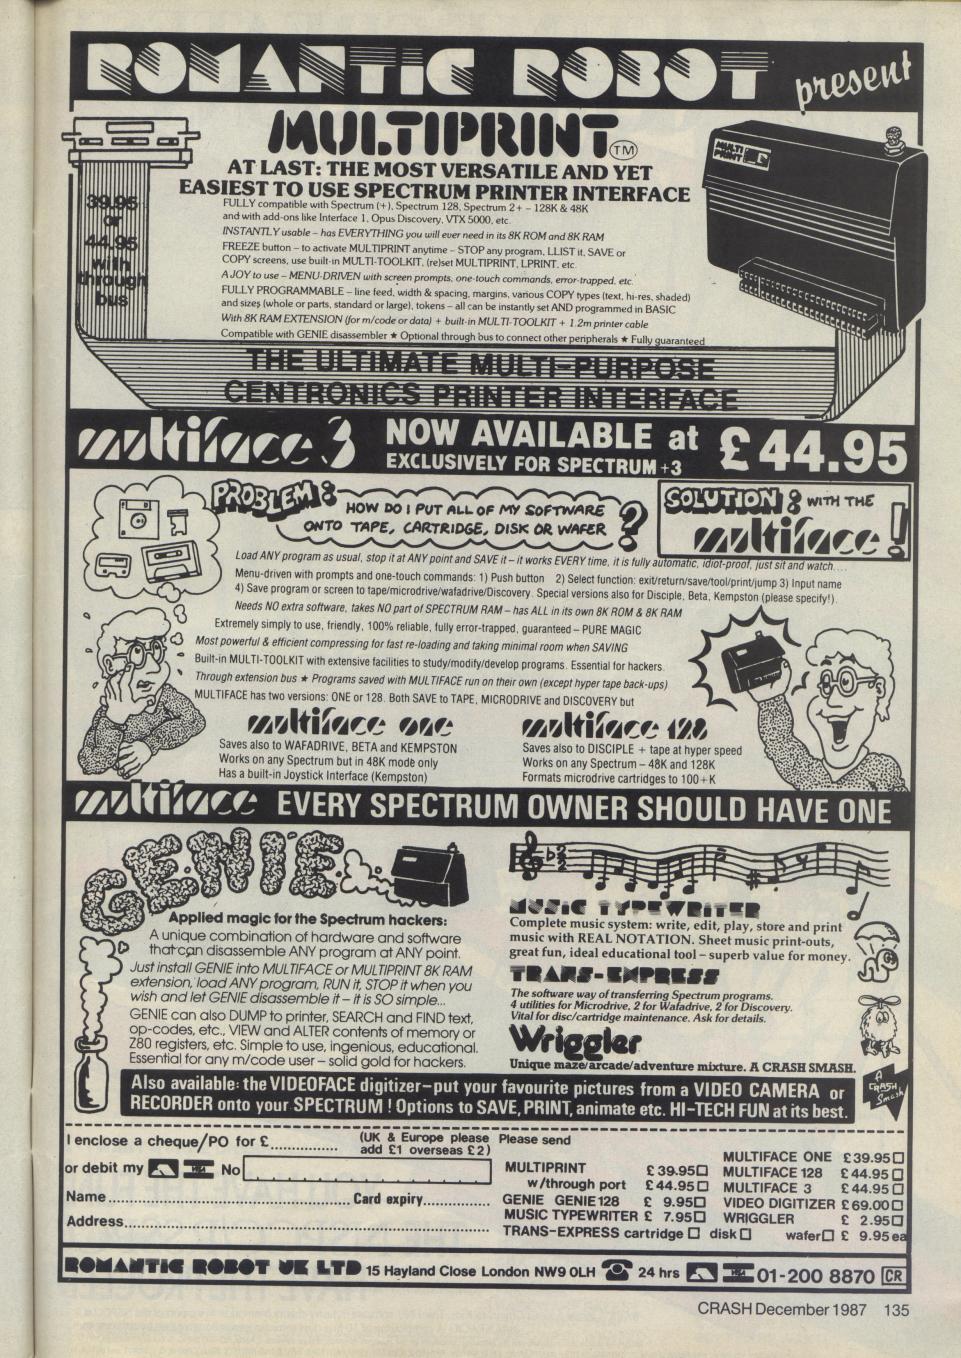 ROMANTIC ROBOT present
MULTIPRINT TM
AT LAST: THE MOST VERSATILE AND YET
EASIEST TO USE SPECTRUM PRINTER INTERFACE
39.95
or
44.95
with
through
bus
MULTI
PRINT
FULLY compatible with Spectrum (+), Spectrum 128, Spectrum 2+ – 128K & 48K
and with add-ons like Interface 1, Opus Discovery, VTX 5000, etc.
INSTANTLY usable – has EVERYTHING you will ever need in its 8K ROM and 8K RAM
FREEZE button – to activate MULTIPRINT anytime – STOP any program, LLIST it, SAVE or
COPY screens, use built-in MULTI-TOOLKIT, (re)set MULTIPRINT, LPRINT, etc.
A JOY to use – MENU-DRIVEN with screen prompts, one-touch commands, error-trapped, etc.
FULLY PROGRAMMABLE – line feed, width & spacing, margins, various COPY types (text, hi-res, shaded)
and sizes (whole or parts, standard or large), tokens – all can be instantly set AND programmed in BASIC
With 8K RAM EXTENSION (for m/code or data) + built-in MULTI-TOOLKIT + 1.2m printer cable
Compatible with GENIE disassembler ★ Optional through bus to connect other peripherals ★ Fully guaranteed
THE ULTIMATE MULTI-PURPOSE
CENTRONICS PRINTER INTERFACE
multiface 3 NOW AVAILABLE at £44.95
EXCLUSIVELY FOR SPECTRUM +3
PROBLEM: HOW DO I PUT ALL OF MY SOFTWARE
ONTO TAPE, CARTRIDGE, DISK OR WAFER ?
SOLUTION: WITH THE
multiface!
Load ANY program as usual, stop it at ANY point and SAVE it – it works EVERY time, it is fully automatic, idiot-proof, just sit and watch....
Menu-driven with prompts and one-touch commands: 1) Push button 2) Select function: exit/return/save/tool/print/jump 3) Input name
4) Save program or screen to tape/microdrive/wafadrive/Discovery. Special versions also for Disciple, Beta, Kempston (please specify!).
Needs NO extra software, takes NO part of SPECTRUM RAM – has ALL in its own 8K ROM & 8K RAM
Extremely simply to use, friendly, 100% reliable, fully error-trapped, guaranteed – PURE MAGIC
Most powerful & efficient compressing for fast re-loading and taking minimal room when SAVING
Built-in MULTI-TOOLKIT with extensive facilities to study/modify/develop programs. Essential for hackers.
Through extension bus ★ Programs saved with MULTIFACE run on their own (except hyper tape back-ups)
MULTIFACE has two versions: ONE or 128. Both SAVE to TAPE, MICRODRIVE and DISCOVERY but
multiface one
Saves also to WAFADRIVE, BETA and KEMPSTON
Works on any Spectrum but in 48K mode only
Has a built-in Joystick Interface (Kempston)
multiface 128
Saves also to DISCIPLE + tape at hyper speed
Works on any Spectrum – 48K and 128K
Formats microdrive cartridges to 100+K
multiface EVERY SPECTRUM OWNER SHOULD HAVE ONE
GENIE
Applied magic for the Spectrum hackers:
A unique combination of hardware and software
that can disassemble ANY program at ANY point.
Just install GENIE into MULTIFACE or MULTIPRINT 8K RAM
extension, load ANY program, RUN it, STOP it when you
wish and let GENIE disassemble it – it is SO simple...
GENIE can also DUMP to printer, SEARCH and FIND text,
op-codes, etc., VIEW and ALTER contents of memory or
Z80 registers, etc. Simple to use, ingenious, educational.
Essential for any m/code user – solid gold for hackers.
MUSIC TYPEWRITER
Complete music system: write, edit, play, store and print
music with REAL NOTATION. Sheet music print-outs,
great fun, ideal educational tool – superb value for money.
TRANS-EXPRESS
The software way of transferring Spectrum programs.
4 utilities for Microdrive, 2 for Wafadrive, 2 for Discovery.
Vital for disc/cartridge maintenance. Ask for details.
Wriggler
Unique maze/arcade/adventure mixture. A CRASH SMASH.
A
CRASH
Smash
Also available: the VIDEOFACE digitizer – put your favourite pictures from a VIDEO CAMERA or
RECORDER onto your SPECTRUM ! Options to SAVE, PRINT, animate etc. HI-TECH FUN at its best.
I enclose a cheque/PO for £................ (UK & Europe please
add £1 overseas £2)
or debit my VISA No
Name.................... Card expiry..............
Address....................
Please send
MULTIPRINT £39.95□
w/through port £44.95□
GENIE GENIE128 £ 9.95□
MUSIC TYPEWRITER £ 7.95□
MULTIFACE ONE £39.95□
MULTIFACE 128 £44.95□
MULTIFACE 3 £44.95□
VIDEO DIGITIZER £69.00□
WRIGGLER £ 2.95□
TRANS-EXPRESS cartridge □ disk □ wafer□ £ 9.95 ea
ROMANTIC ROBOT UK LTD 15 Hayland Close London NW9 0LH 24 hrs VISA 01-200 8870 CR
CRASH December 1987 135